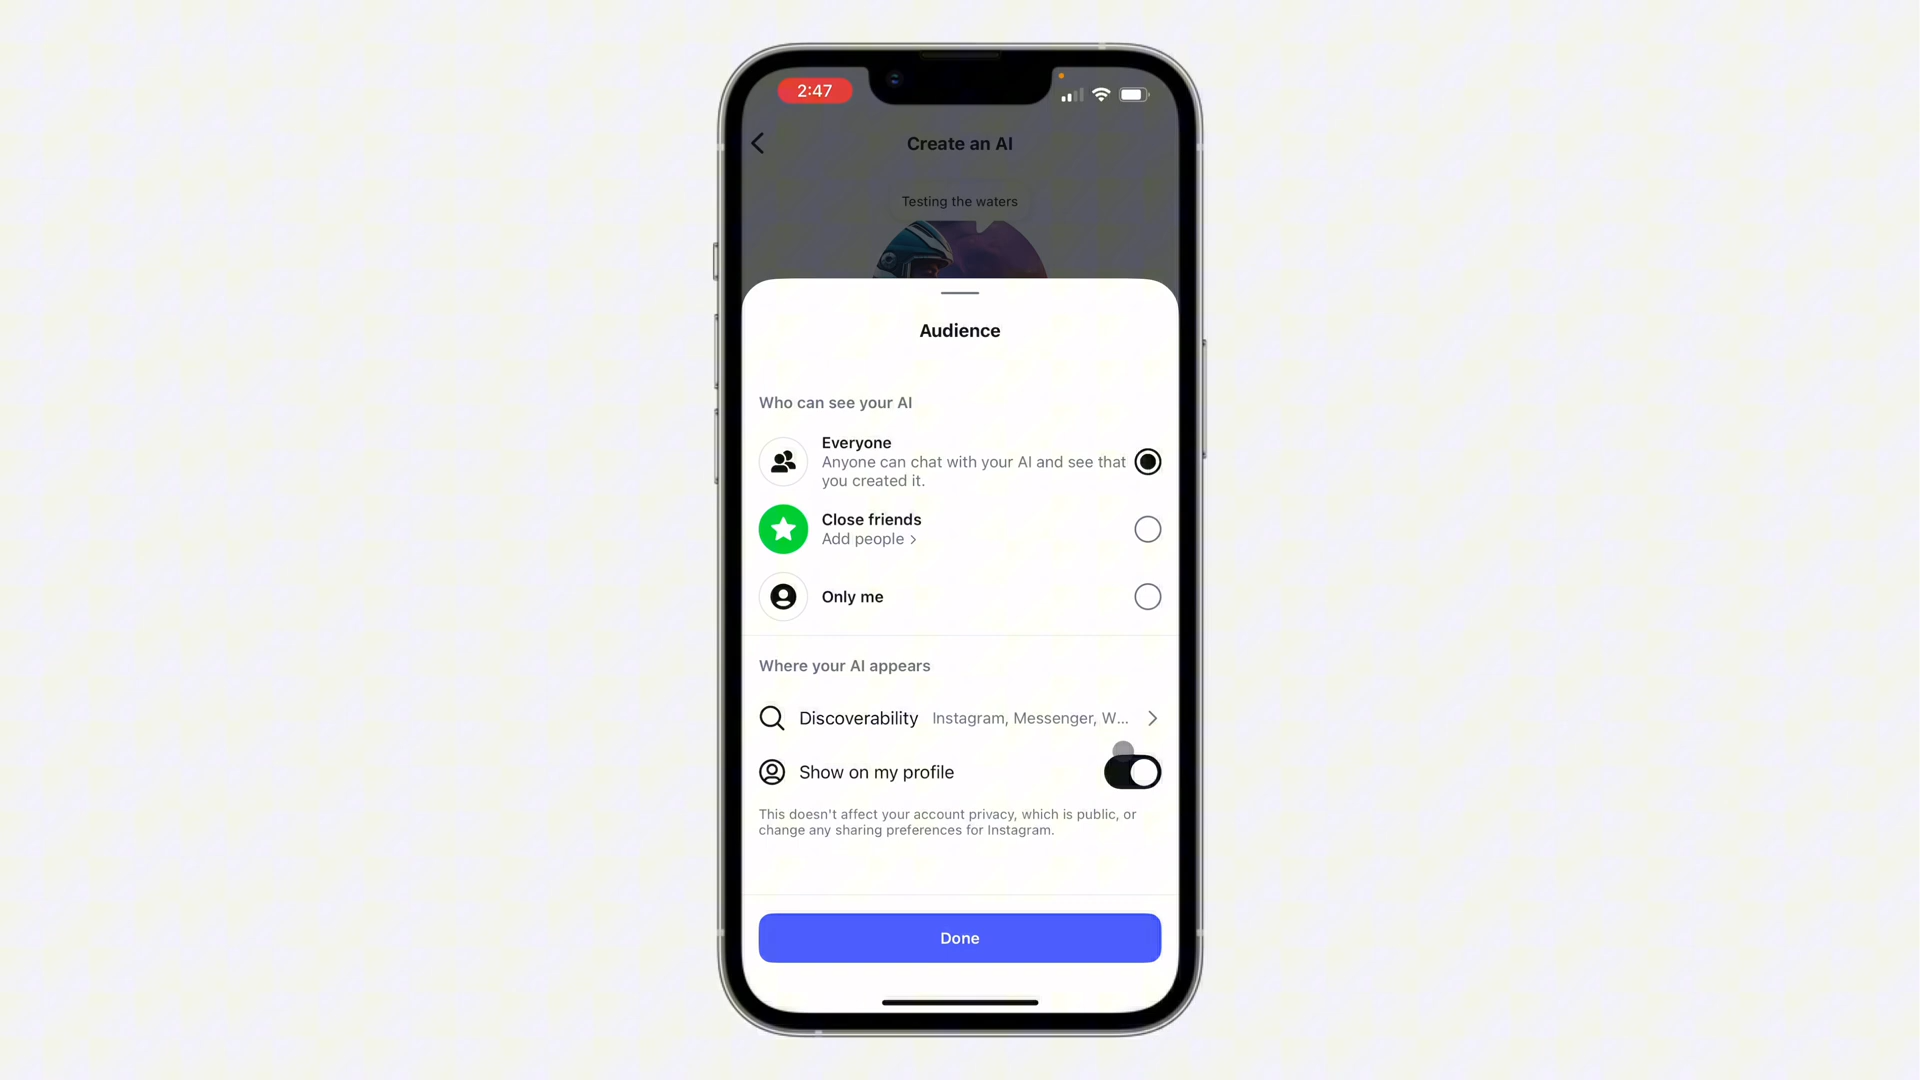 2:47
Create an AI
Testing the waters
Audience
Who can see your AI
Everyone
Anyone can chat with your AI and see that
you created it.
Close friends
Add people >
Only me
Where your AI appears
Discoverability Instagram, Messenger, W...
Show on my profile
This doesn't affect your account privacy, which is public, or
change any sharing preferences for Instagram.
Done